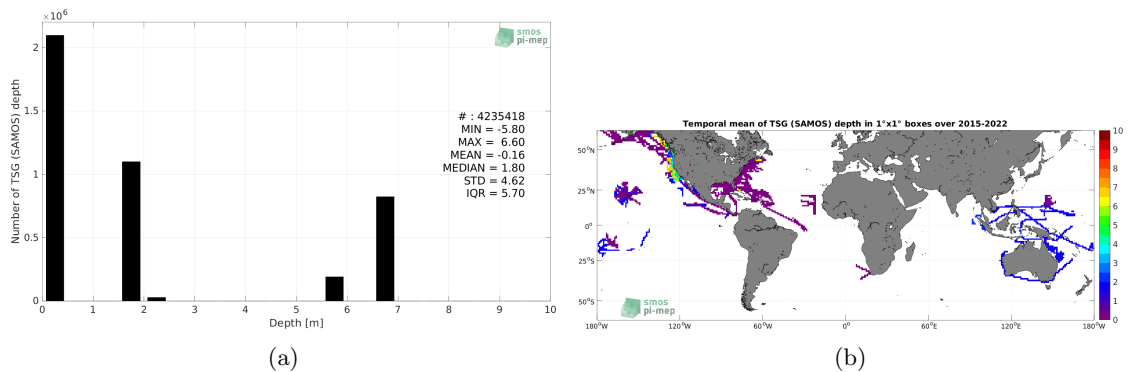 ×10⁶
2
1.5
1
0.5
0
Number of TSG (SAMOS) depth
0 1 2 3 4 5 6 7 8 9 10
Depth [m]
smos
pi-mep
# : 4235418
MIN = -5.80
MAX = 6.60
MEAN = -0.16
MEDIAN = 1.80
STD = 4.62
IQR = 5.70
(a)
Temporal mean of TSG (SAMOS) depth in 1°x1° boxes over 2015-2022
50°N
25°N
0°
25°S
50°S
180°W 120°W 60°W 0° 60°E 120°E 180°W
smos
pi-mep
10
9
8
7
6
5
4
3
2
1
0
(b)